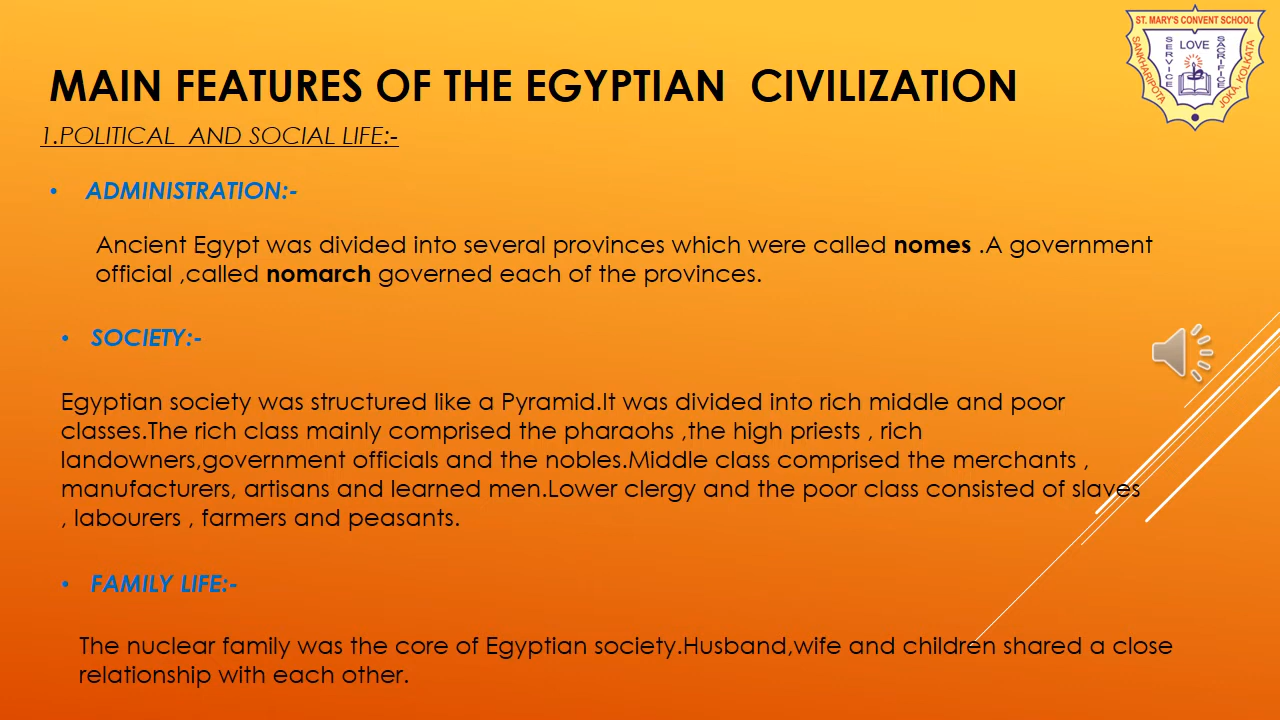 ST. MARY'S CONVENT SCHOOL
SANKHARIPOTA
SERVICE
LOVE
SACRIFICE
JOKA, KOLKATA
MAIN FEATURES OF THE EGYPTIAN  CIVILIZATION
1.POLITICAL  AND SOCIAL LIFE:-
• ADMINISTRATION:-
Ancient Egypt was divided into several provinces which were called nomes .A government
official ,called nomarch governed each of the provinces.
• SOCIETY:-
Egyptian society was structured like a Pyramid.It was divided into rich middle and poor
classes.The rich class mainly comprised the pharaohs ,the high priests , rich
landowners,government officials and the nobles.Middle class comprised the merchants ,
manufacturers, artisans and learned men.Lower clergy and the poor class consisted of slaves
, labourers , farmers and peasants.
• FAMILY LIFE:-
The nuclear family was the core of Egyptian society.Husband,wife and children shared a close
relationship with each other.